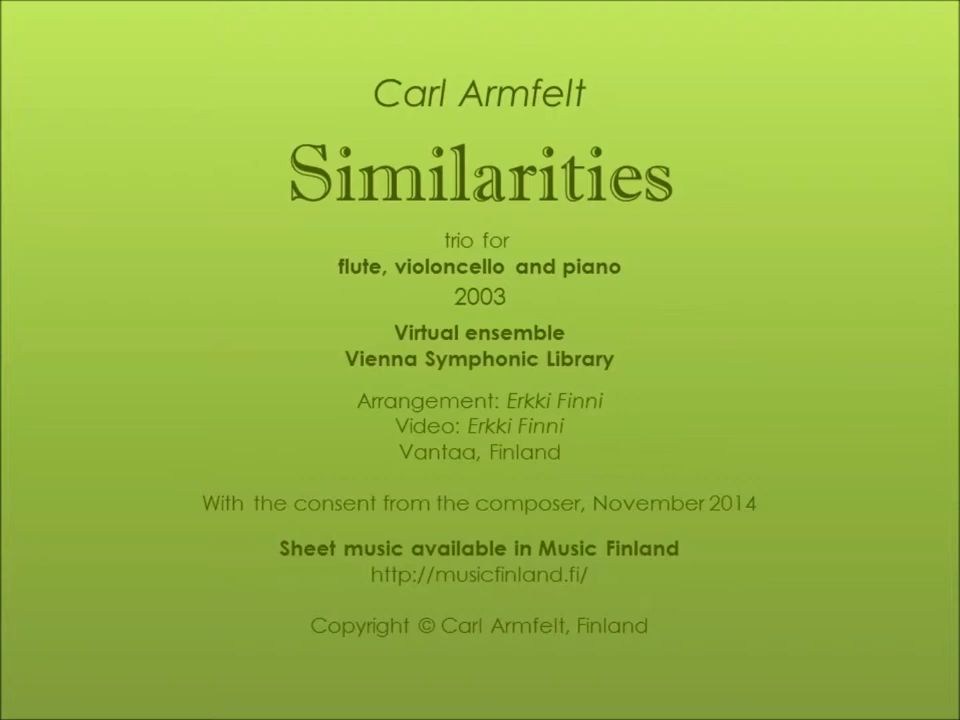 Carl Armfelt
Similarities
trio for
flute, violoncello and piano
2003
Virtual ensemble
Vienna Symphonic Library
Arrangement: Erkki Finni
Video: Erkki Finni
Vantaa, Finland
With the consent from the composer, November 2014
Sheet music available in Music Finland
http://musicfinland.fi/
Copyright © Carl Armfelt, Finland